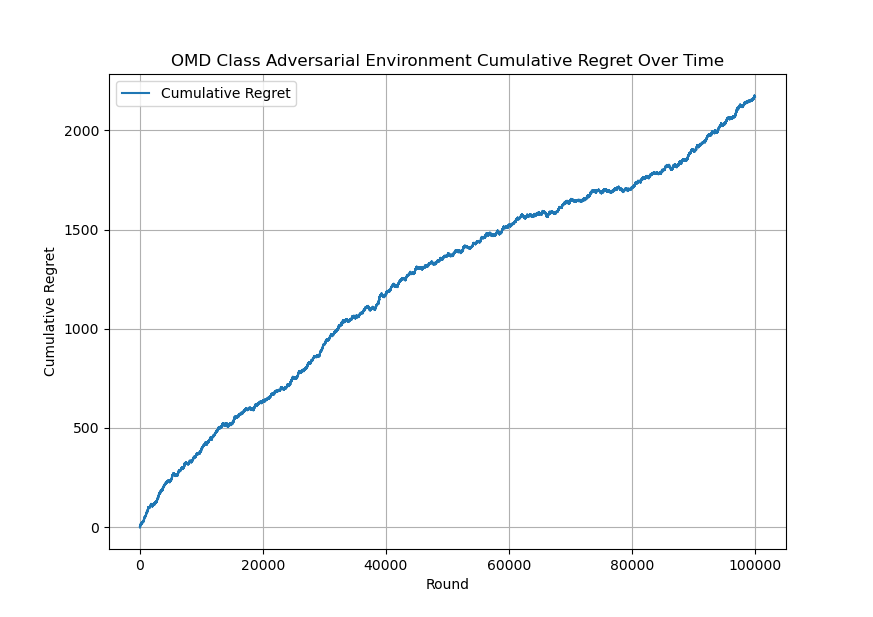 OMD Class Adversarial Environment Cumulative Regret Over Time
Cumulative Regret
2000
1500
1000
500
0
Cumulative Regret
0 20000 40000 60000 80000 100000
Round